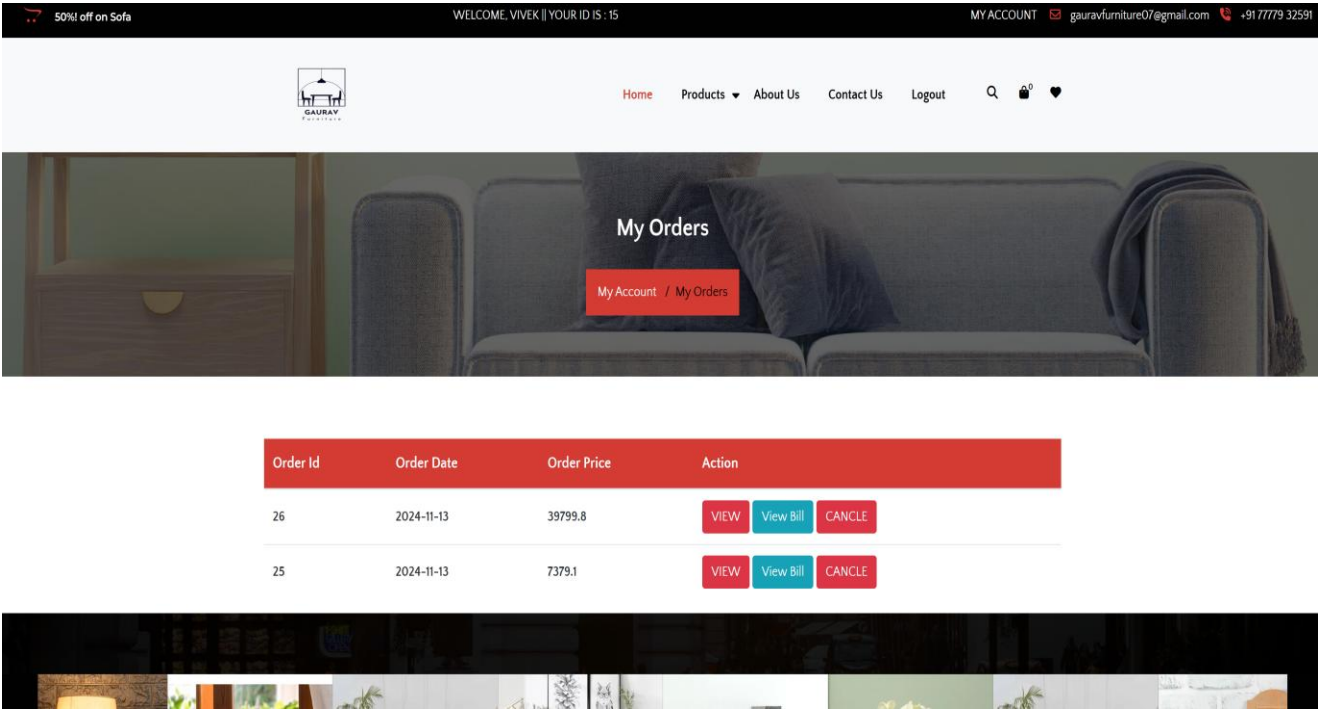 50%! off on Sofa WELCOME, VIVEK || YOUR ID IS : 15 MY ACCOUNT gauravfurniture07@gmail.com +91 77779 32591
GAURAV
Furniture
Home Products About Us Contact Us Logout 0
My Orders
My Account / My Orders
Order Id Order Date Order Price Action
26 2024-11-13 39799.8 VIEW View Bill CANCLE
25 2024-11-13 7379.1 VIEW View Bill CANCLE